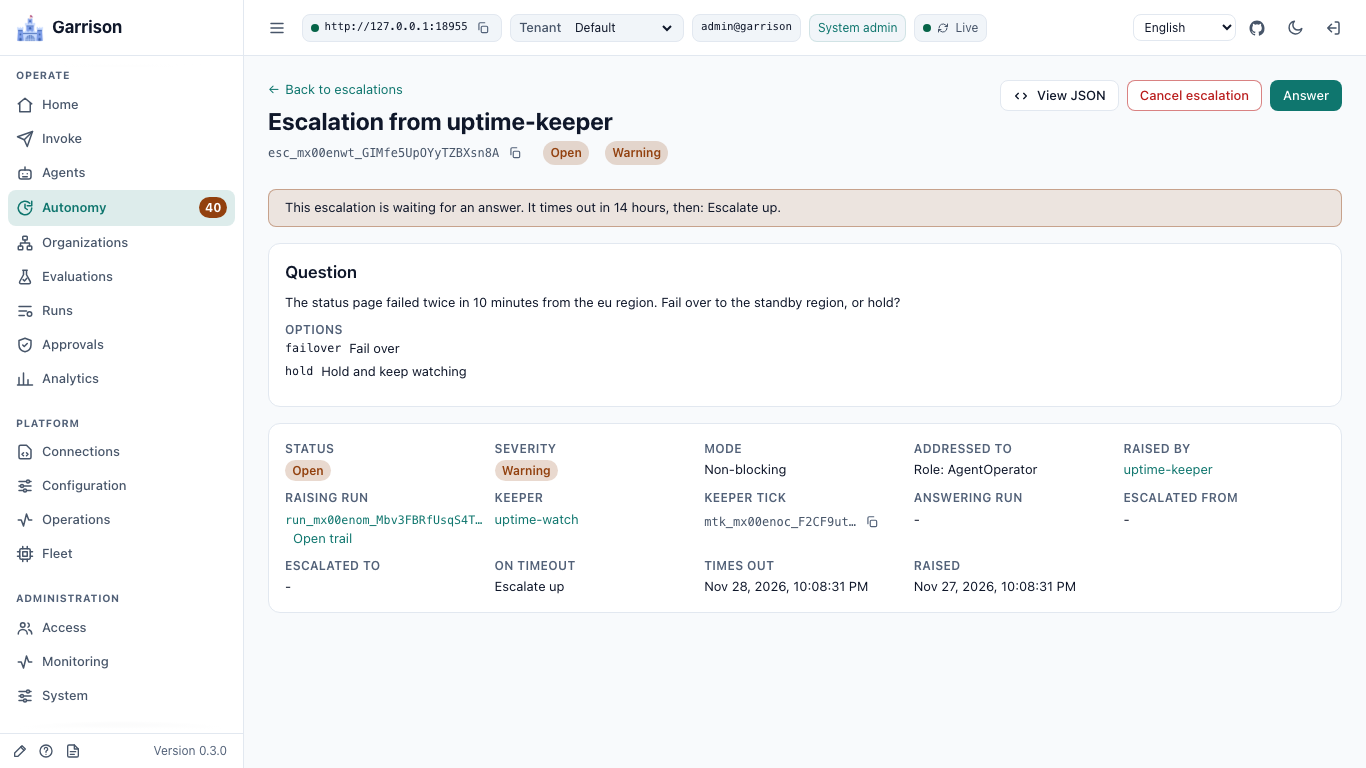 Garrison
http://127.0.0.1:18955
Tenant Default
admin@garrison
System admin
Live
English
OPERATE
Home
Invoke
Agents
Autonomy 40
Organizations
Evaluations
Runs
Approvals
Analytics
PLATFORM
Connections
Configuration
Operations
Fleet
ADMINISTRATION
Access
Monitoring
System
Version 0.3.0
← Back to escalations
View JSON
Cancel escalation
Answer
Escalation from uptime-keeper
esc_mx00enwt_GIMfe5UpOYyTZBXsn8A Open Warning
This escalation is waiting for an answer. It times out in 14 hours, then: Escalate up.
Question
The status page failed twice in 10 minutes from the eu region. Fail over to the standby region, or hold?
OPTIONS
failover Fail over
hold Hold and keep watching
STATUS SEVERITY MODE ADDRESSED TO RAISED BY
Open Warning Non-blocking Role: AgentOperator uptime-keeper
RAISING RUN KEEPER KEEPER TICK ANSWERING RUN ESCALATED FROM
run_mx00enom_Mbv3FBRfUsqS4T… uptime-watch mtk_mx00enoc_F2CF9ut… - -
Open trail
ESCALATED TO ON TIMEOUT TIMES OUT RAISED
- Escalate up Nov 28, 2026, 10:08:31 PM Nov 27, 2026, 10:08:31 PM